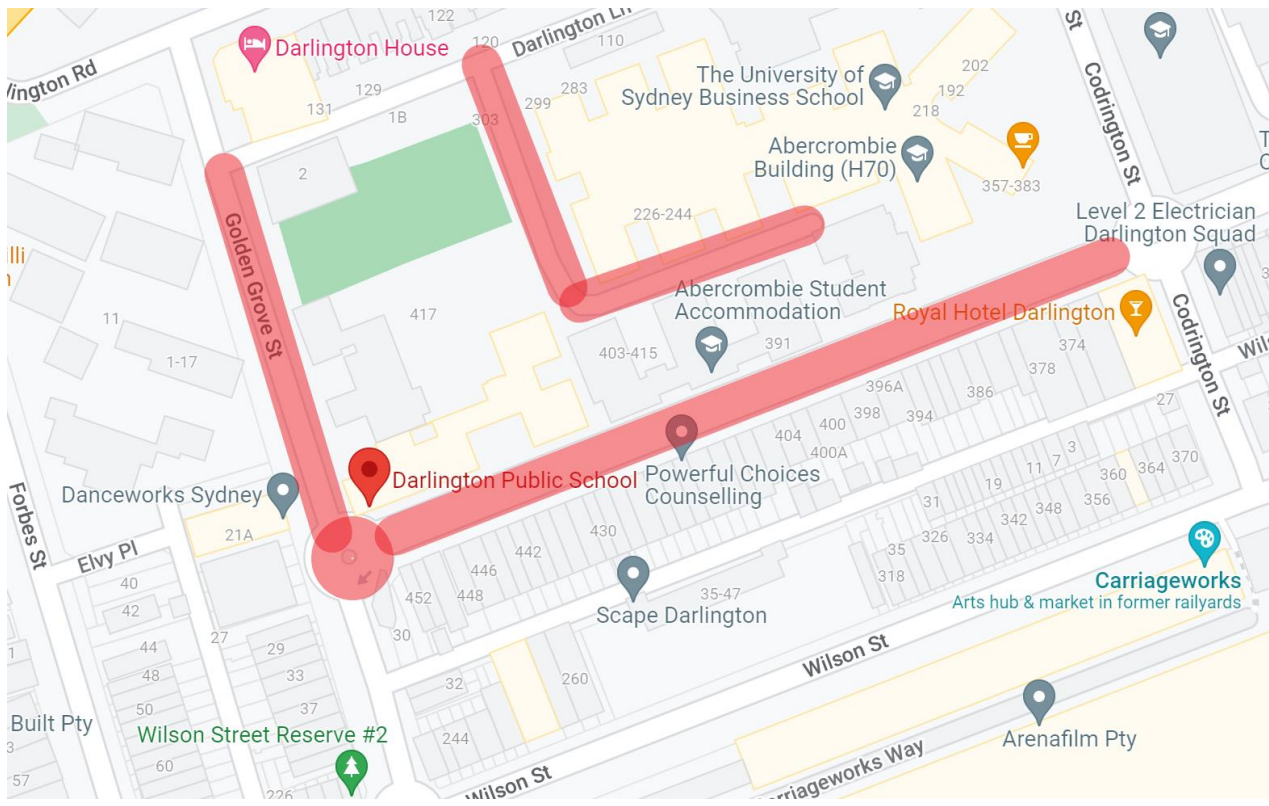 122
Darlington House
120
Darlington Ln
110
St
vington Rd
The University of
Sydney Business School
202
192
218
Codrington St
129
131
1B
283
299
303
Abercrombie
Building (H70)
357-383
2
226-244
Level 2 Electrician
Darlington Squad
Golden Grove St
illi
11
1-17
417
Abercrombie Student
Accommodation
403-415
391
Royal Hotel Darlington
Codrington St
374
378
Wil
396A
386
398
394
400
404
400A
27
Darlington Public School
Powerful Choices
Counselling
Danceworks Sydney
21A
Forbes St
Elvy Pl
3
7
11
19
31
370
364
360
356
348
342
334
326
35
318
430
442
446
448
452
30
40
42
44
48
50
60
57
27
29
33
37
Scape Darlington
35-47
Carriageworks
Arts hub & market in former railyards
Wilson St
32
260
244
Built Pty
3
Wilson Street Reserve #2
226
Wilson St
Arenafilm Pty
Carriageworks Way